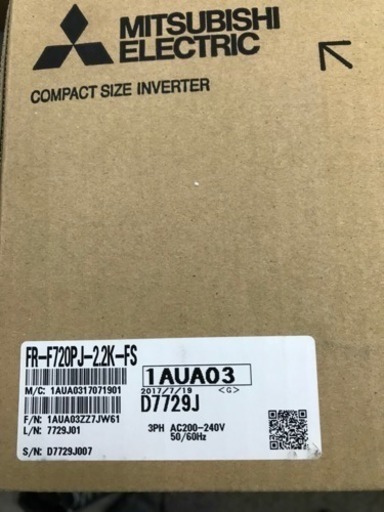 MITSUBISHI
ELECTRIC
COMPACT SIZE INVERTER
FR-F720PJ-2.2K-FS
M/C: 1AUA0317071901
1AUA03
2017/7/19 <G>
D7729J
F/N: 1AUA03ZZ7JW61
L/N: 7729J01
3PH AC200-240V
50/60Hz
S/N: D7729J007